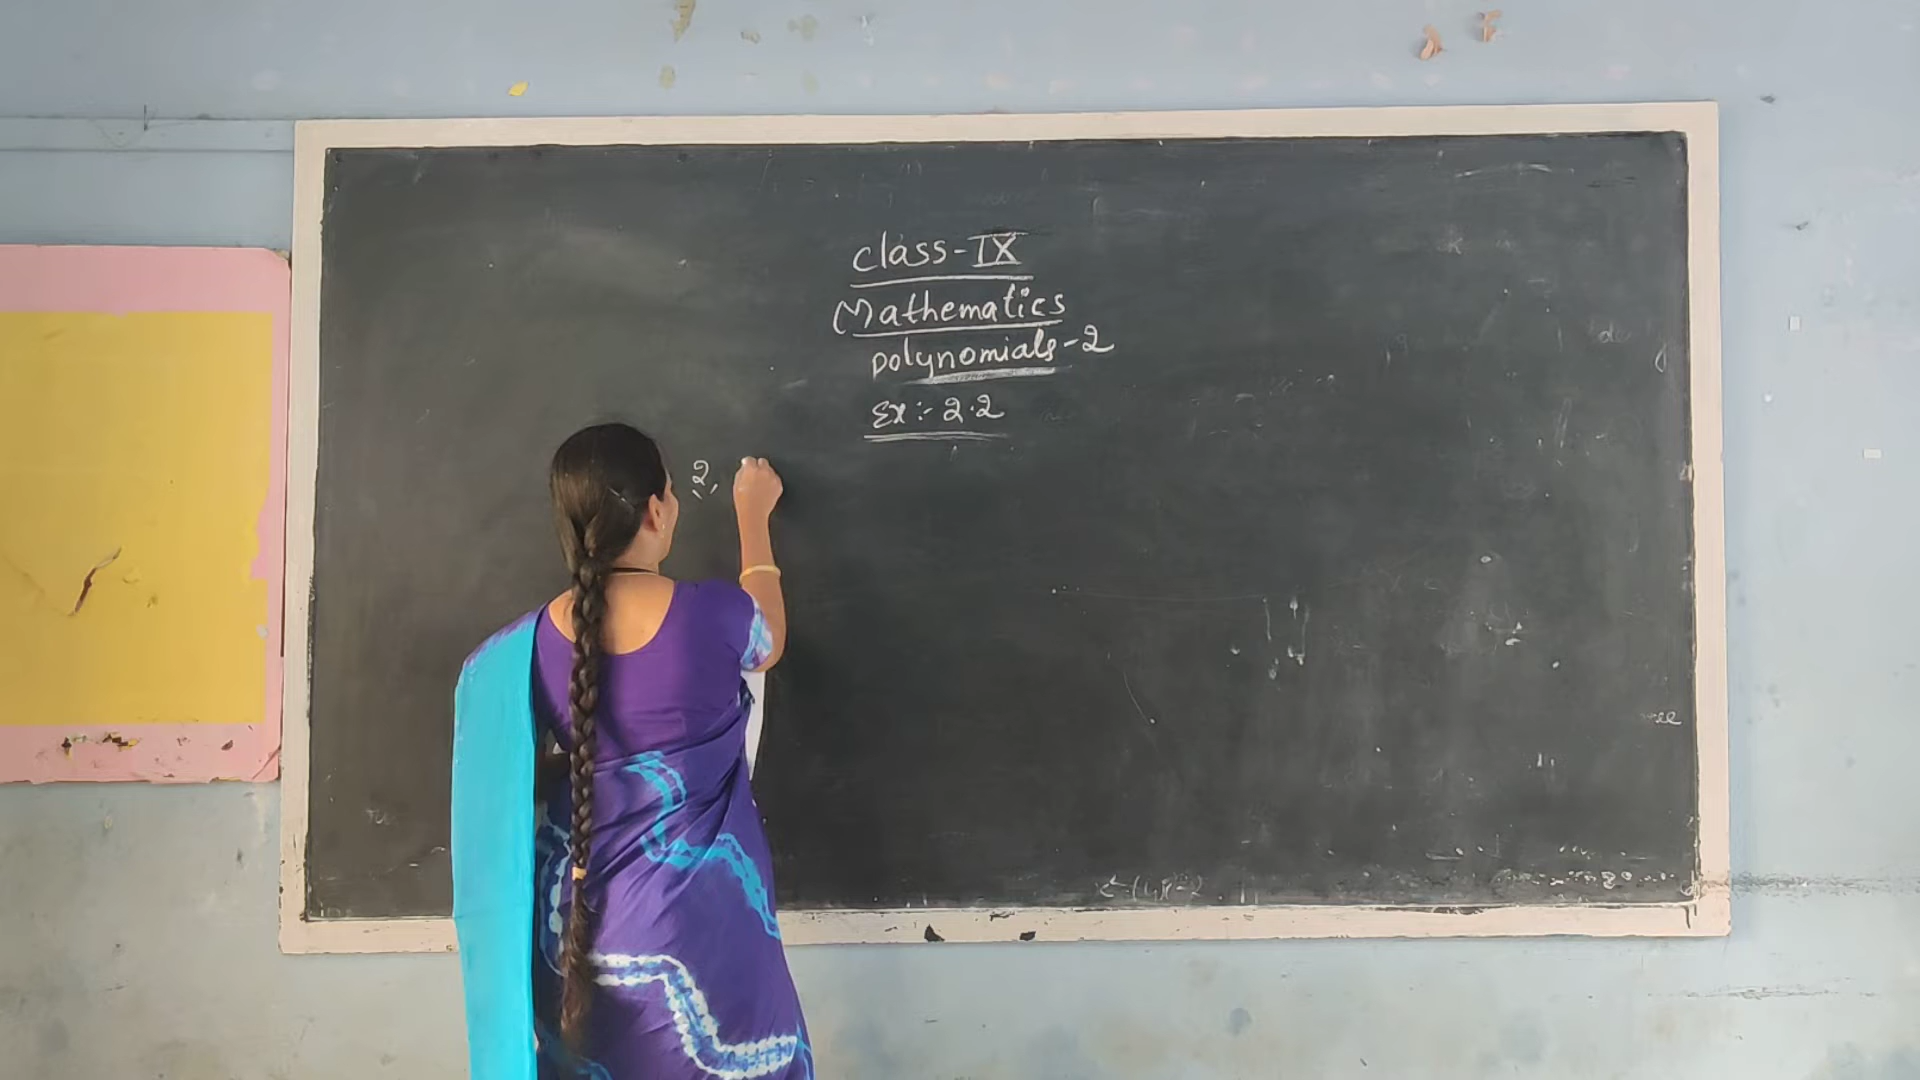 class-IX
Mathematics
polynomials-2
Ex:- 2.2
2,